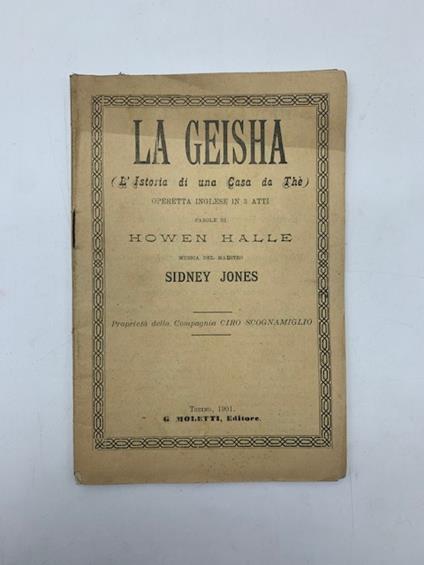 LA GEISHA
(L'Istoria di una Casa da Thè)
OPERETTA INGLESE IN 3 ATTI
PAROLE DI
HOWEN HALLE
MUSICA DEL MAESTRO
SIDNEY JONES
Proprietà della Compagnia CIRO SCOGNAMIGLIO
TORINO, 1901.
G. MOLETTI, Editore.